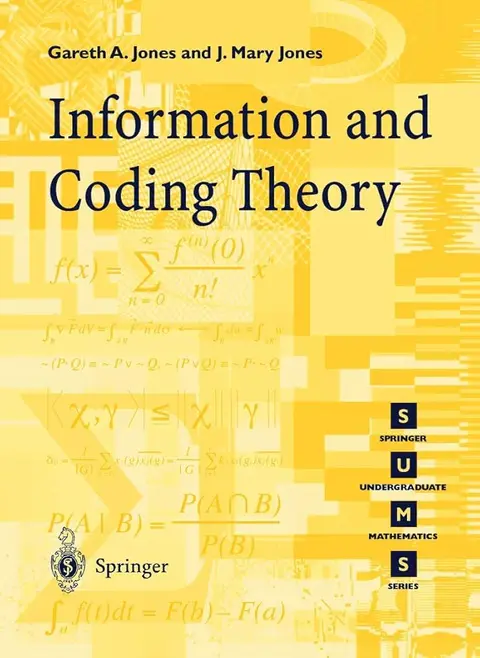 Gareth A. Jones and J. Mary Jones
Information and
Coding Theory
f(x) = ∑_{n=0}^{∞} f^{(n)}(0)/n! x^n
~(P·Q) = ~P ∨ ~Q, ~(P∨Q) = ~P·~Q
|⟨χ,γ⟩| ≤ ||χ|| ||γ||
P(A|B) = P(A∩B)/P(B)
∫_a f(t)dt = F(b) – F(a)
S
SPRINGER
U
UNDERGRADUATE
M
MATHEMATICS
S
SERIES
Springer